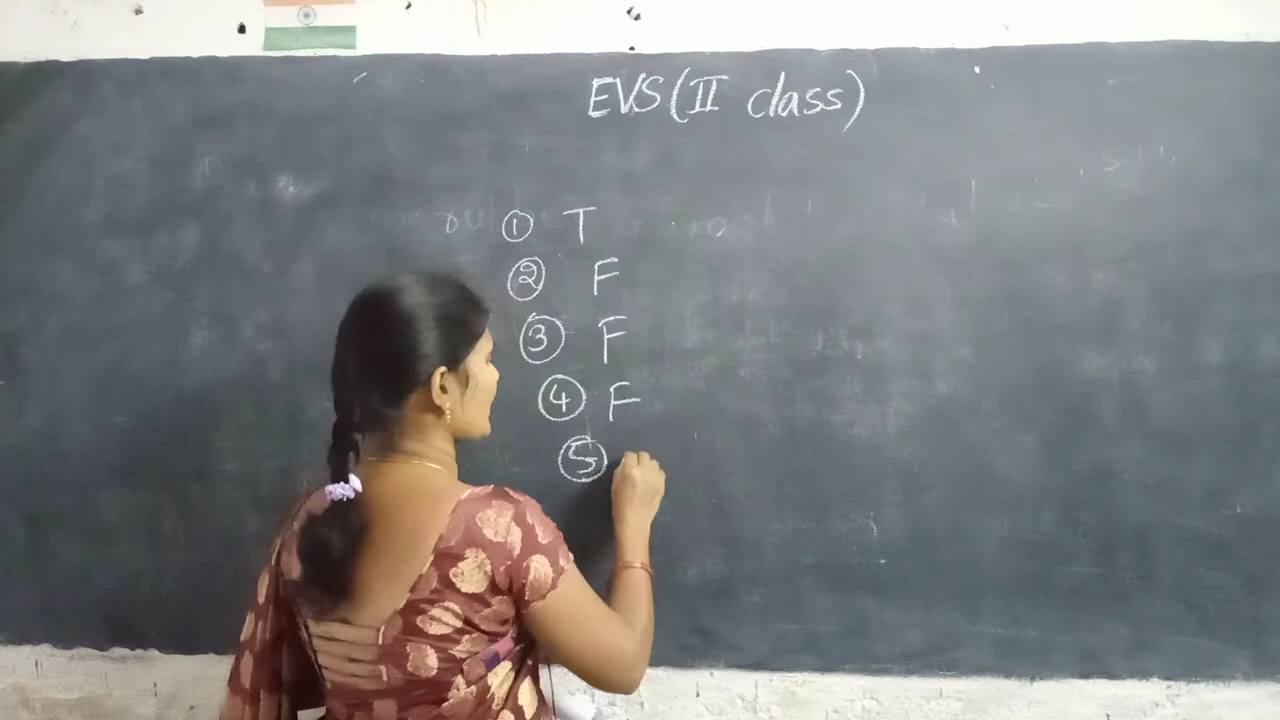 EVS (II class)
① T
② F
③ F
④ F
⑤